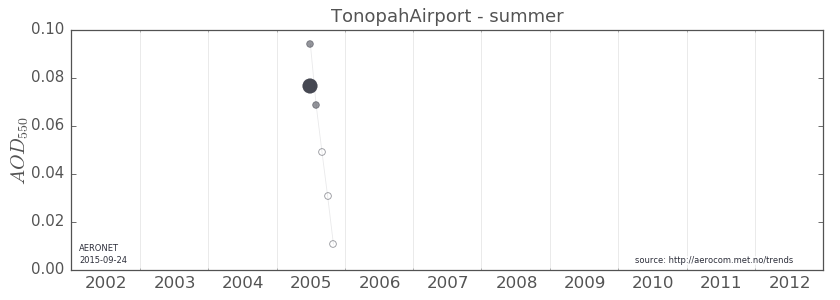 TonopahAirport - summer
0.10
0.08
0.06
0.04
0.02
0.00
AOD550
AERONET
2015-09-24
source: http://aerocom.met.no/trends
2002 2003 2004 2005 2006 2007 2008 2009 2010 2011 2012